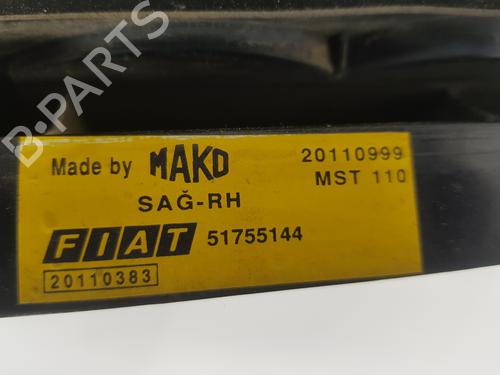 B-PARTS
Made by MAKO 20110999
MST 110
SAĞ-RH
FIAT 51755144
20110383